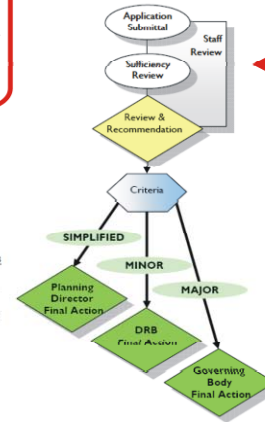 Application
Submittal
Staff
Review
Sufficiency
Review
Review &
Recommendation
Criteria
SIMPLIFIED
MINOR
MAJOR
Planning
Director
Final Action
DRB
Final Action
Governing
Body
Final Action